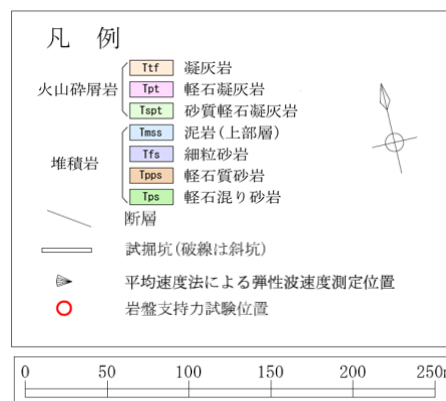 凡 例
Ttf 凝灰岩
火山砕屑岩 Tpt 軽石凝灰岩
Tspt 砂質軽石凝灰岩
Tmss 泥岩(上部層)
堆積岩 Tfs 細粒砂岩
Tpps 軽石質砂岩
Tps 軽石混り砂岩
断層
試掘坑(破線は斜坑)
平均速度法による弾性波速度測定位置
岩盤支持力試験位置
0 50 100 150 200 250m